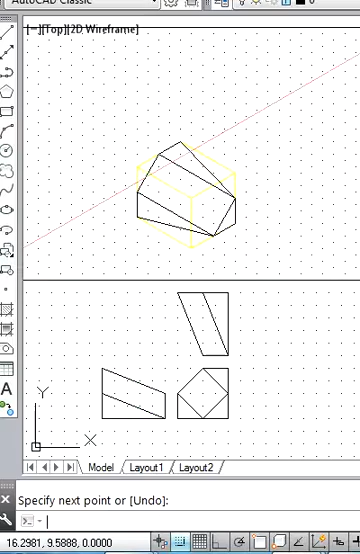 AutoCAD Classic
0
[−][Top][2D Wireframe]
Y
X
A
Model Layout1 Layout2
Specify next point or [Undo]:
16.2981, 9.5888, 0.0000